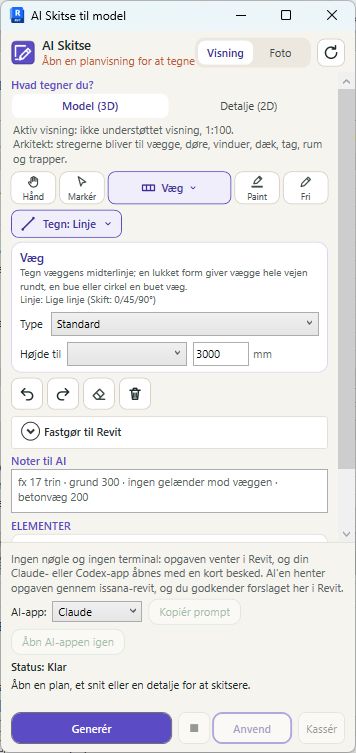 AI Skitse til model
AI Skitse
Åbn en planvisning for at tegne
Visning
Foto
Hvad tegner du?
Model (3D)
Detalje (2D)
Aktiv visning: ikke understøttet visning, 1:100.
Arkitekt: stregerne bliver til vægge, døre, vinduer, dæk, tag, rum
og trapper.
Hånd
Markér
Væg
Paint
Fri
Tegn: Linje
Væg
Tegn væggens midterlinje; en lukket form giver vægge hele vejen
rundt, en bue eller cirkel en buet væg.
Linje: Lige linje (Skift: 0/45/90°)
Type
Standard
Højde til
3000
mm
Fastgør til Revit
Noter til AI
fx 17 trin · grund 300 · ingen gelænder mod væggen ·
betonvæg 200
ELEMENTER
Ingen nøgle og ingen terminal: opgaven venter i Revit, og din
Claude- eller Codex-app åbnes med en kort besked. AI'en henter
opgaven gennem issana-revit, og du godkender forslaget her i Revit.
AI-app:
Claude
Kopiér prompt
Åbn AI-appen igen
Status: Klar
Åbn en plan, et snit eller en detalje for at skitsere.
Generér
Anvend
Kassér